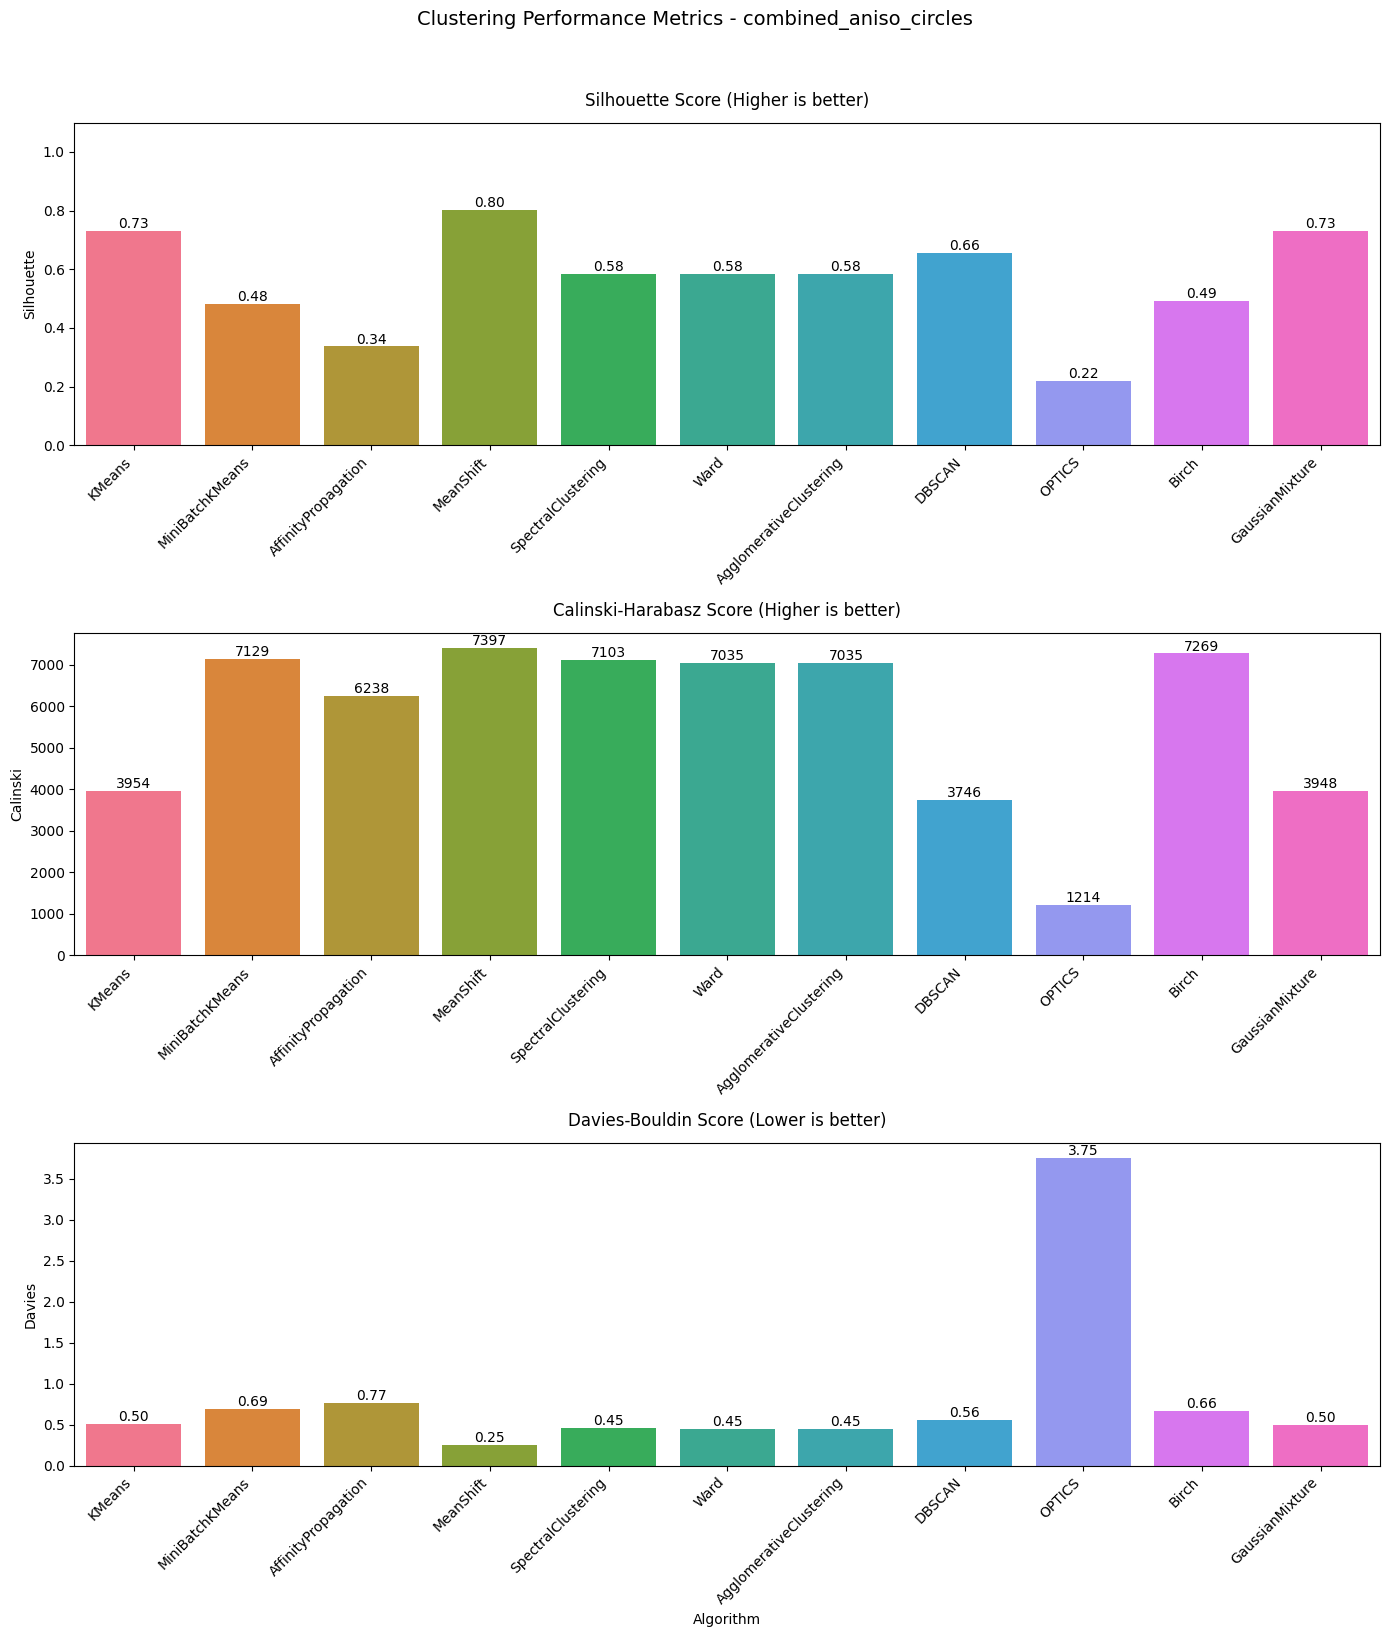 Clustering Performance Metrics - combined_aniso_circles
Silhouette Score (Higher is better)
Silhouette
1.0
0.8
0.6
0.4
0.2
0.0
0.73
0.48
0.34
0.80
0.58
0.58
0.58
0.66
0.22
0.49
0.73
KMeans
MiniBatchKMeans
AffinityPropagation
MeanShift
SpectralClustering
Ward
AgglomerativeClustering
DBSCAN
OPTICS
Birch
GaussianMixture
Calinski-Harabasz Score (Higher is better)
Calinski
7000
6000
5000
4000
3000
2000
1000
0
3954
7129
6238
7397
7103
7035
7035
3746
1214
7269
3948
KMeans
MiniBatchKMeans
AffinityPropagation
MeanShift
SpectralClustering
Ward
AgglomerativeClustering
DBSCAN
OPTICS
Birch
GaussianMixture
Davies-Bouldin Score (Lower is better)
Davies
3.5
3.0
2.5
2.0
1.5
1.0
0.5
0.0
0.50
0.69
0.77
0.25
0.45
0.45
0.45
0.56
3.75
0.66
0.50
KMeans
MiniBatchKMeans
AffinityPropagation
MeanShift
SpectralClustering
Ward
AgglomerativeClustering
DBSCAN
OPTICS
Birch
GaussianMixture
Algorithm